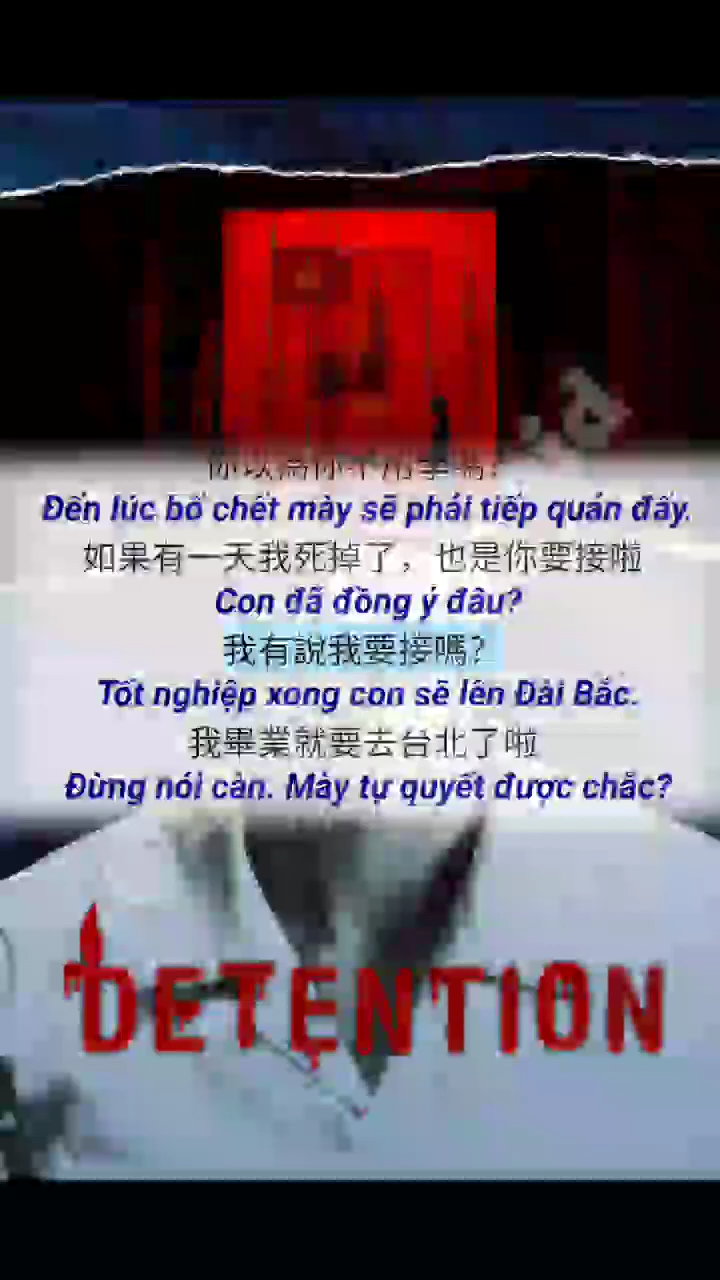 Đến lúc bố chết mày sẽ phải tiếp quản đấy.
如果有一天我死掉了，也是你要接啦
Con đã đồng ý đâu?
我有說我要接嗎？
Tốt nghiệp xong con sẽ lên Đài Bắc.
我畢業就要去台北了啦
Đừng nói càn. Mày tự quyết được chắc?
DETENTION